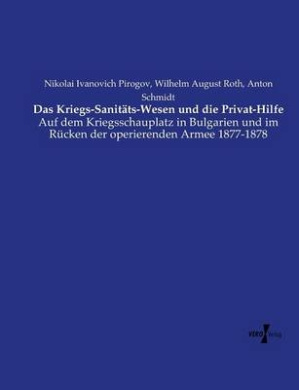 Nikolai Ivanovich Pirogov, Wilhelm August Roth, Anton
Schmidt
Das Kriegs-Sanitäts-Wesen und die Privat-Hilfe
Auf dem Kriegsschauplatz in Bulgarien und im
Rücken der operierenden Armee 1877-1878